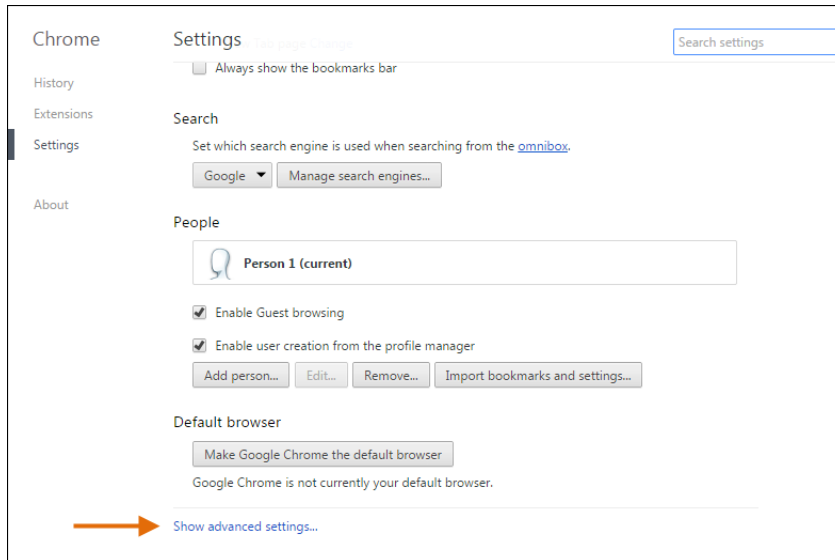 Chrome
Settings
Search settings
History
Extensions
Settings
About
Always show the bookmarks bar
Search
Set which search engine is used when searching from the omnibox.
Google
Manage search engines...
People
Person 1 (current)
Enable Guest browsing
Enable user creation from the profile manager
Add person...
Edit...
Remove...
Import bookmarks and settings...
Default browser
Make Google Chrome the default browser
Google Chrome is not currently your default browser.
Show advanced settings...